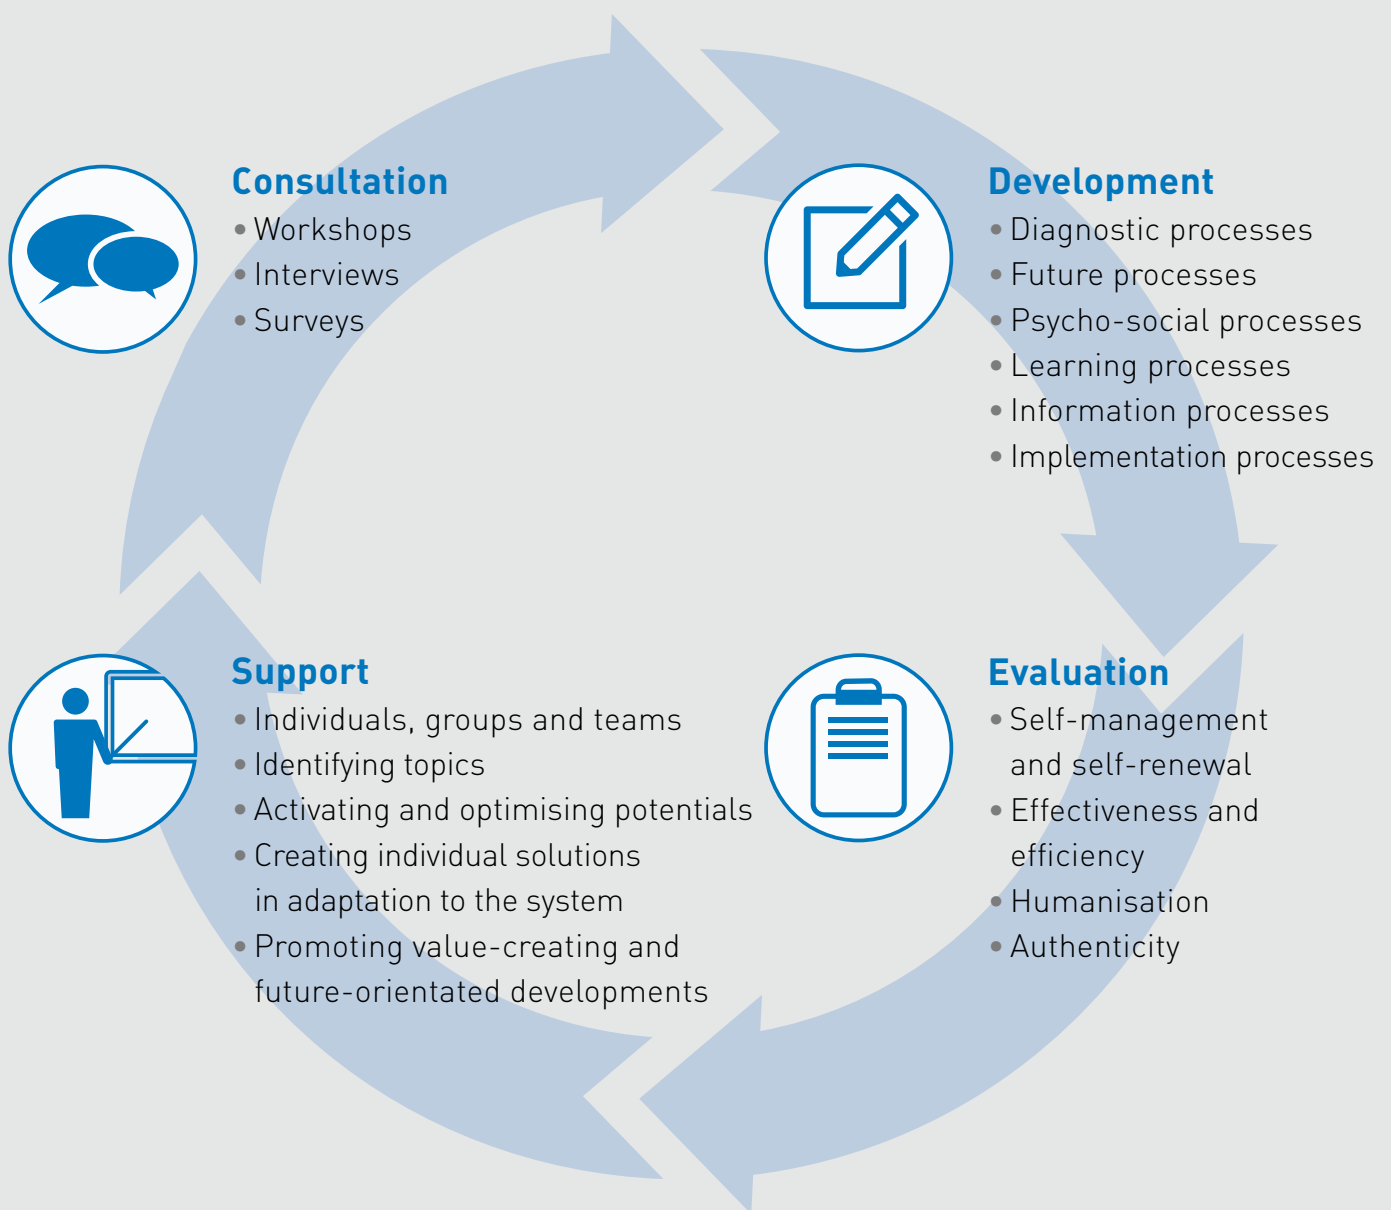 Consultation
• Workshops
• Interviews
• Surveys
Development
• Diagnostic processes
• Future processes
• Psycho-social processes
• Learning processes
• Information processes
• Implementation processes
Support
• Individuals, groups and teams
• Identifying topics
• Activating and optimising potentials
• Creating individual solutions
in adaptation to the system
• Promoting value-creating and
future-orientated developments
Evaluation
• Self-management
and self-renewal
• Effectiveness and
efficiency
• Humanisation
• Authenticity